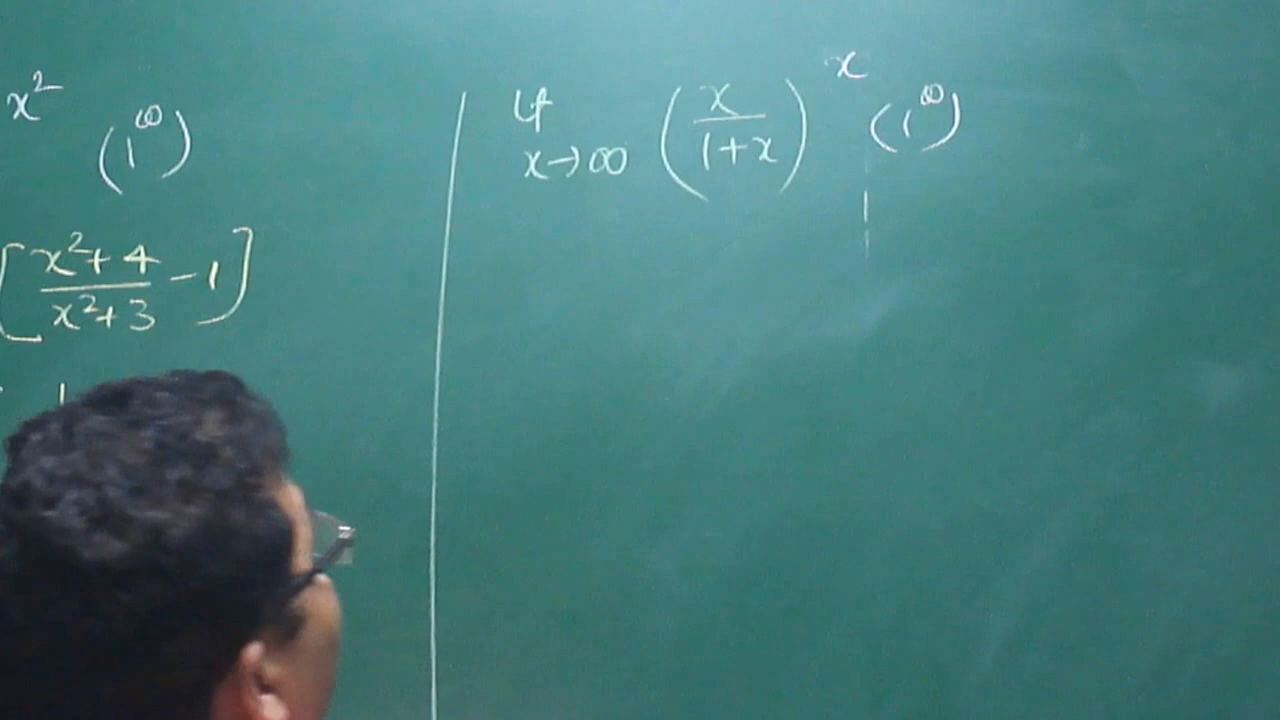 x²
(1^∞)
[x²+4 / x²+3 - 1]
Lt x→∞ (x / 1+x)^x (1^∞)